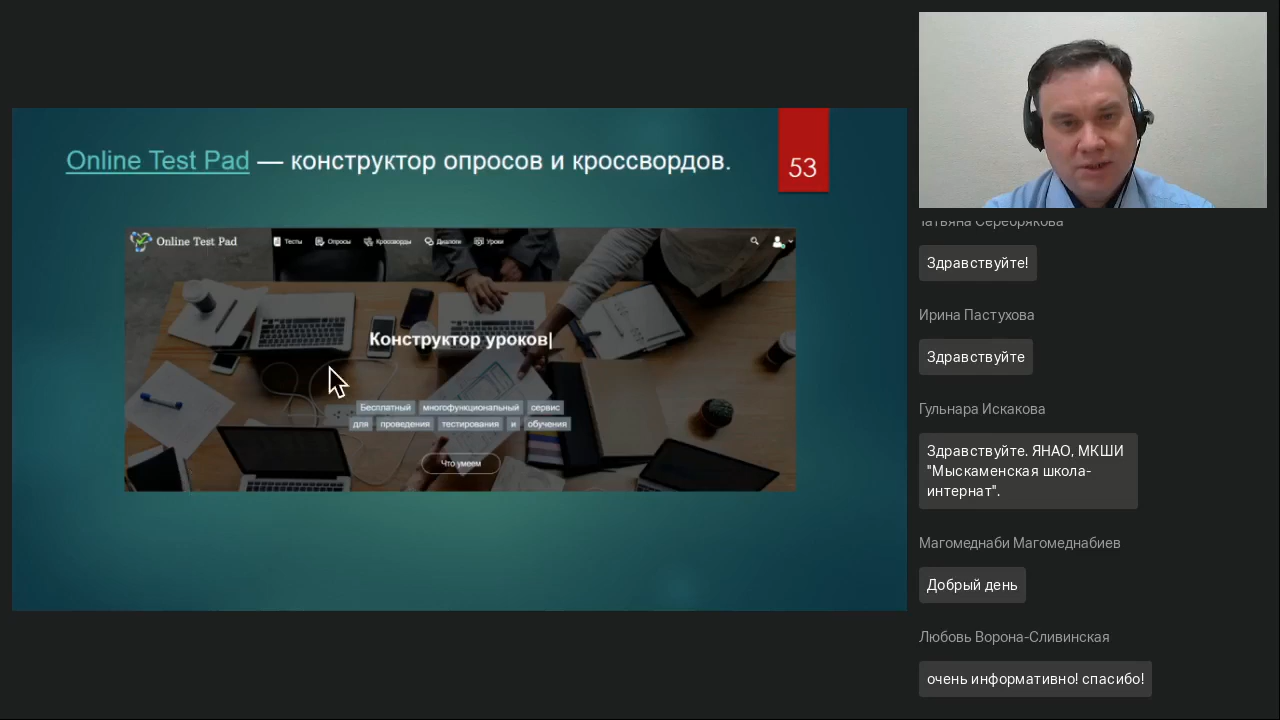 Online Test Pad — конструктор опросов и кроссвордов.
53
Online Test Pad
Тесты
Опросы
Кроссворды
Диалоги
Уроки
Конструктор уроков|
Бесплатный многофункциональный сервис
для проведения тестирования и обучения
Что умеем
Татьяна Серебрякова
Здравствуйте!
Ирина Пастухова
Здравствуйте
Гульнара Искакова
Здравствуйте. ЯНАО, МКШИ
"Мыскаменская школа-
интернат".
Магомеднаби Магомеднабиев
Добрый день
Любовь Ворона-Сливинская
очень информативно! спасибо!